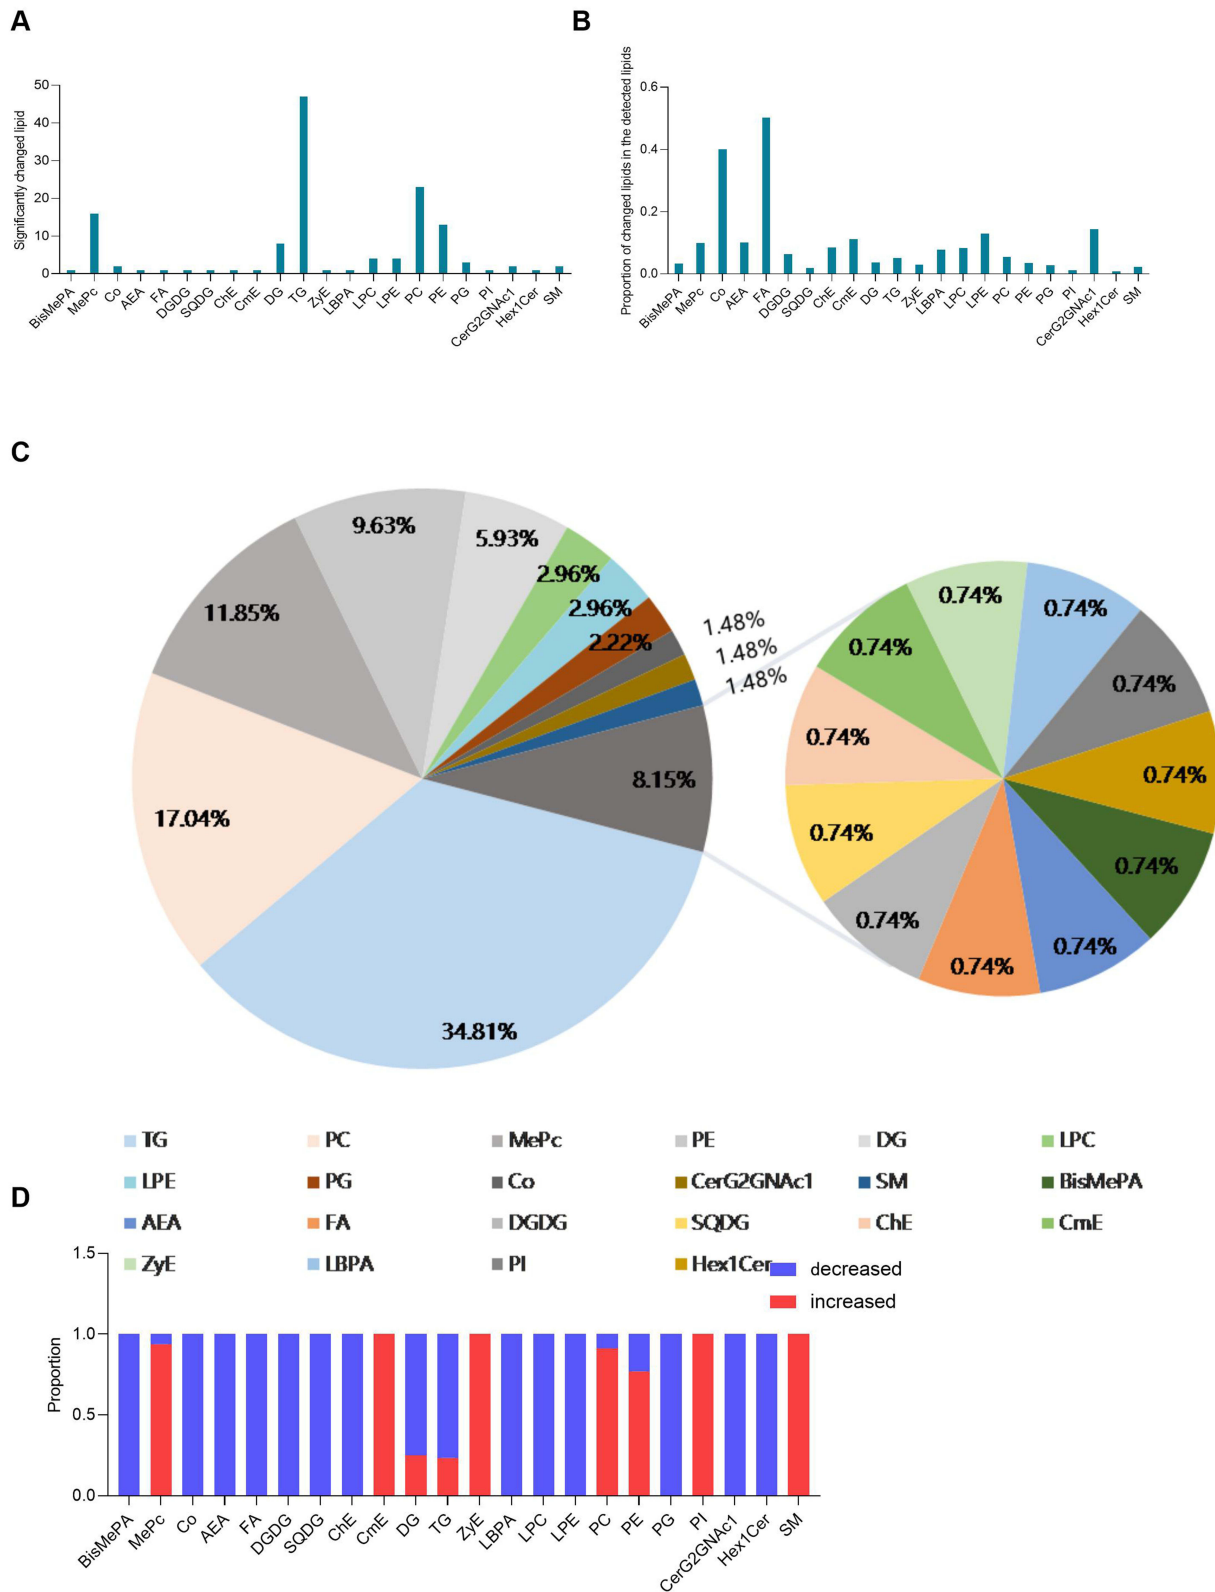 A
B
Significantly changed lipid
50
40
30
20
10
0
BisMePA
MePc
Co
AEA
FA
DGDG
SQDG
ChE
CmE
DG
TG
ZyE
LBPA
LPC
LPE
PC
PE
PG
PI
CerG2GNAc1
Hex1Cer
SM
Proportion of changed lipids in the detected lipids
0.6
0.4
0.2
0.0
BisMePA
MePc
Co
AEA
FA
DGDG
SQDG
ChE
CmE
DG
TG
ZyE
LBPA
LPC
LPE
PC
PE
PG
PI
CerG2GNAc1
Hex1Cer
SM
C
9.63%
5.93%
2.96%
2.96%
2.22%
1.48%
1.48%
1.48%
11.85%
8.15%
17.04%
34.81%
0.74%
0.74%
0.74%
0.74%
0.74%
0.74%
0.74%
0.74%
0.74%
0.74%
0.74%
TG PC MePc PE DG LPC
LPE PG Co CerG2GNAc1 SM BisMePA
AEA FA DGDG SQDG ChE CmE
ZyE LBPA PI Hex1Cer
D
decreased
increased
Proportion
1.5
1.0
0.5
0.0
BisMePA
MePc
Co
AEA
FA
DGDG
SQDG
ChE
CmE
DG
TG
ZyE
LBPA
LPC
LPE
PC
PE
PG
PI
CerG2GNAc1
Hex1Cer
SM